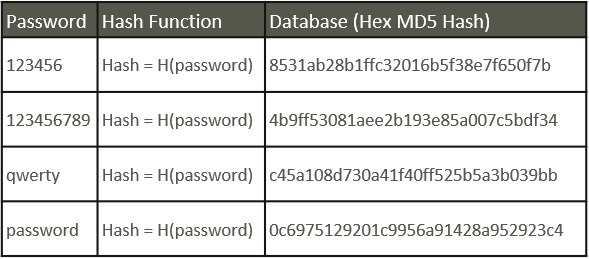 Password Hash Function Database (Hex MD5 Hash)
123456 Hash = H(password) 8531ab28b1ffc32016b5f38e7f650f7b
123456789 Hash = H(password) 4b9ff53081aee2b193e85a007c5bdf34
qwerty Hash = H(password) c45a108d730a41f40ff525b5a3b039bb
password Hash = H(password) 0c6975129201c9956a91428a952923c4